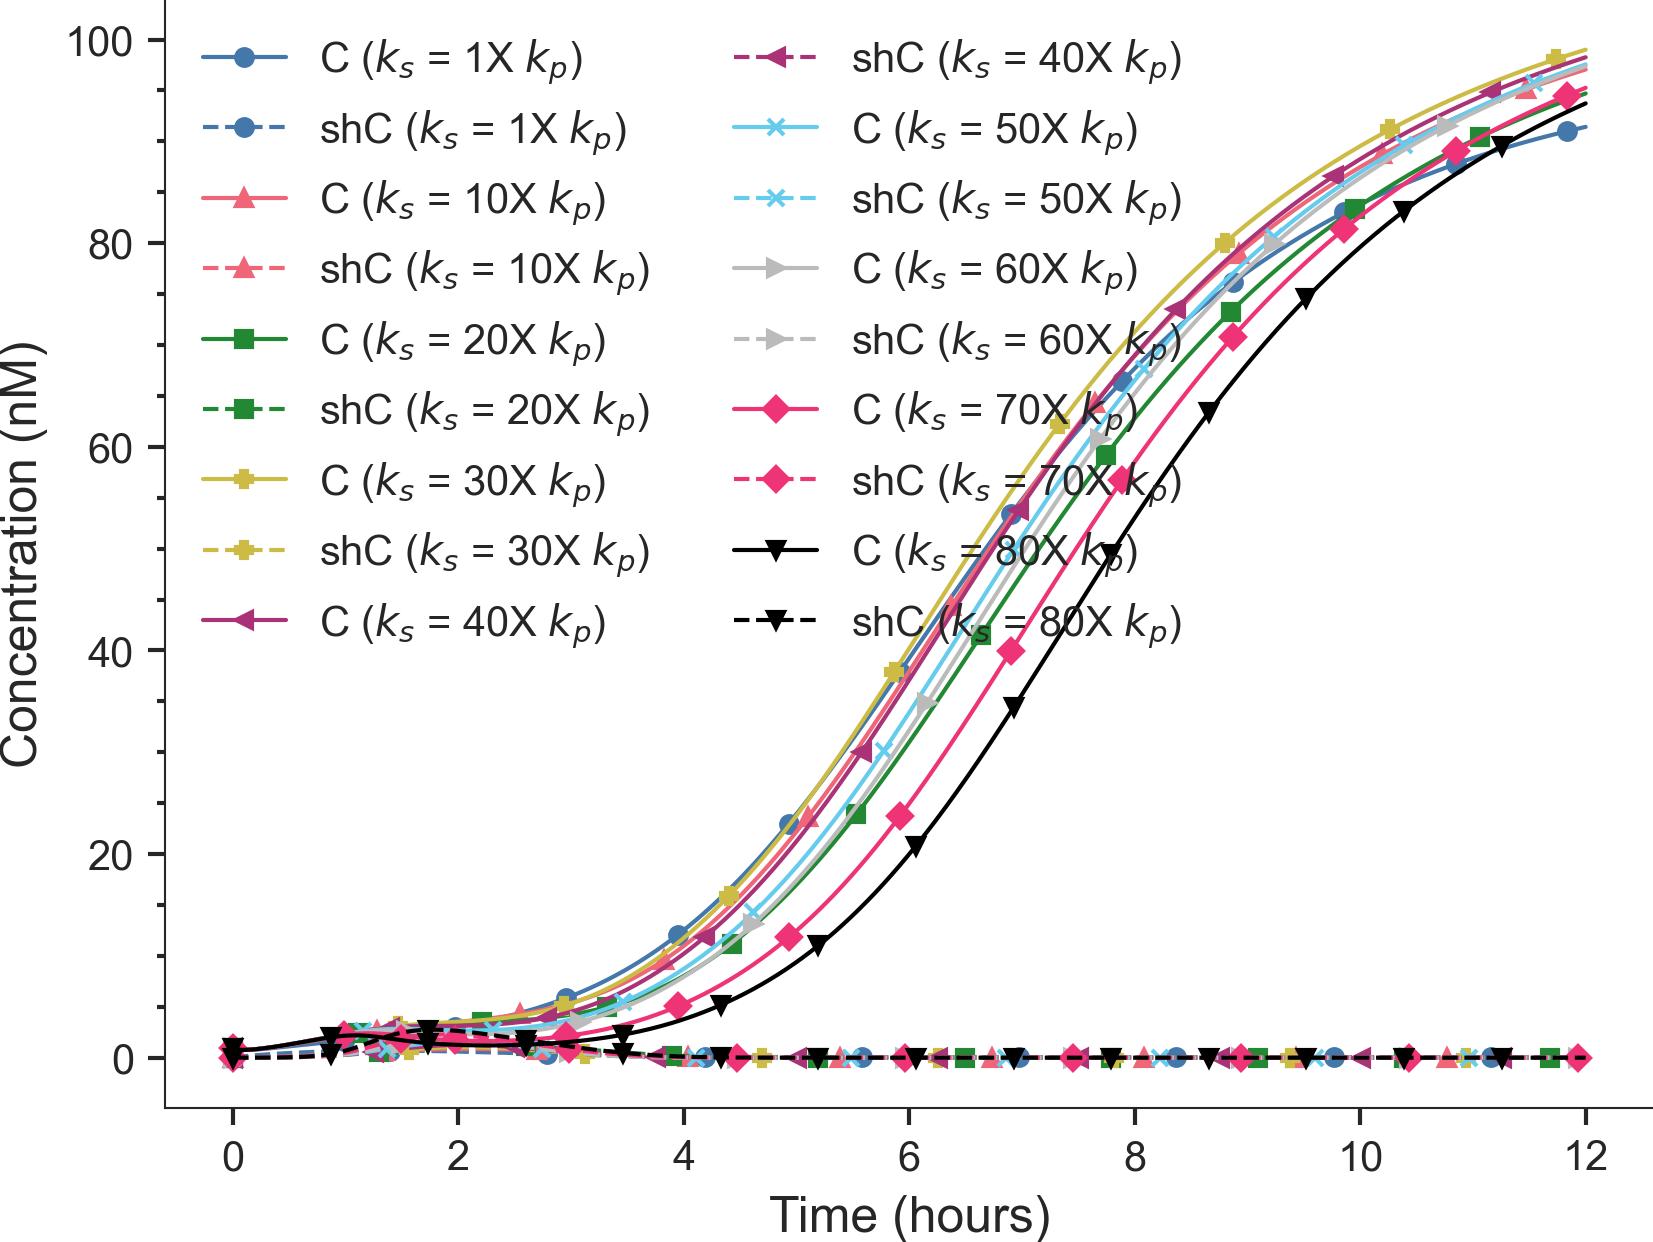 Concentration (nM)
100
80
60
40
20
0
C (ks = 1X kp)
shC (ks = 1X kp)
C (ks = 10X kp)
shC (ks = 10X kp)
C (ks = 20X kp)
shC (ks = 20X kp)
C (ks = 30X kp)
shC (ks = 30X kp)
C (ks = 40X kp)
shC (ks = 40X kp)
C (ks = 50X kp)
shC (ks = 50X kp)
C (ks = 60X kp)
shC (ks = 60X kp)
C (ks = 70X kp)
shC (ks = 70X kp)
C (ks = 80X kp)
shC (ks = 80X kp)
0 2 4 6 8 10 12
Time (hours)